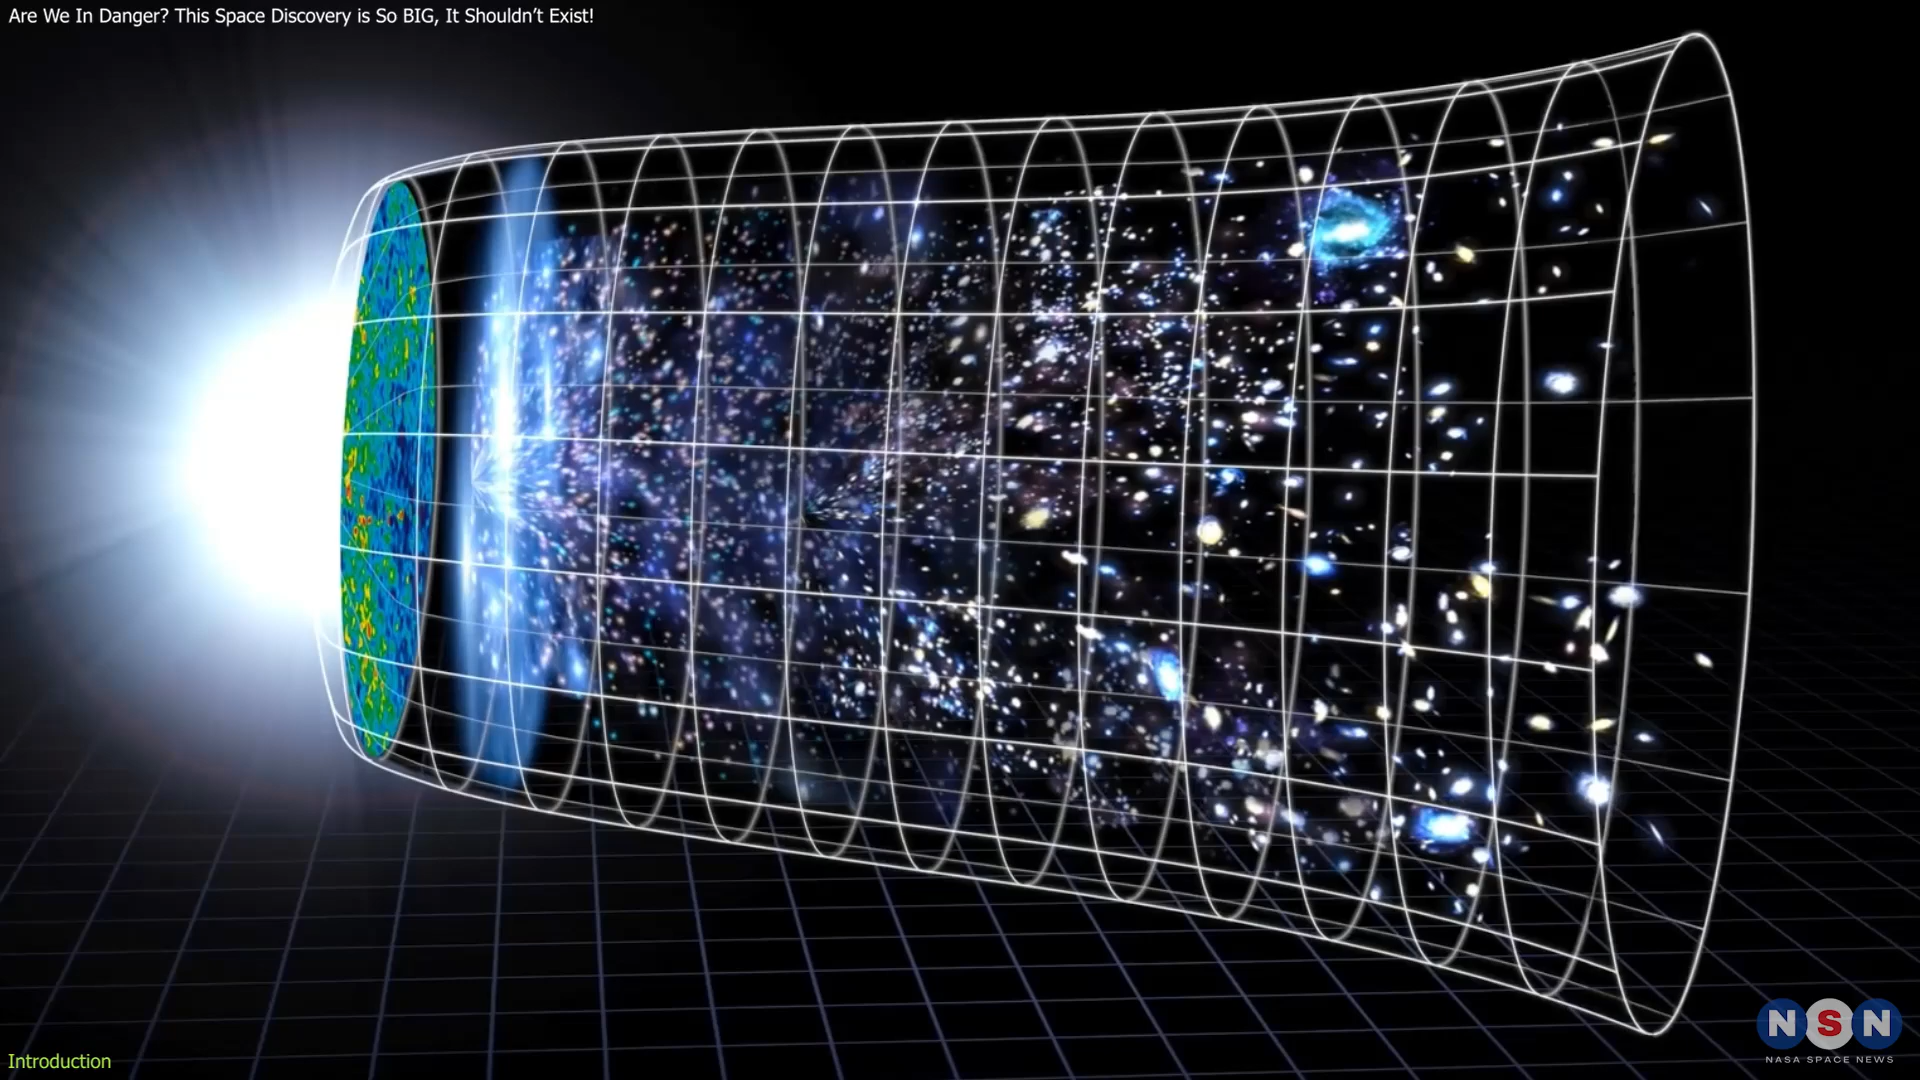 Are We In Danger? This Space Discovery is So BIG, It Shouldn't Exist!
Introduction
NSN
NASA SPACE NEWS